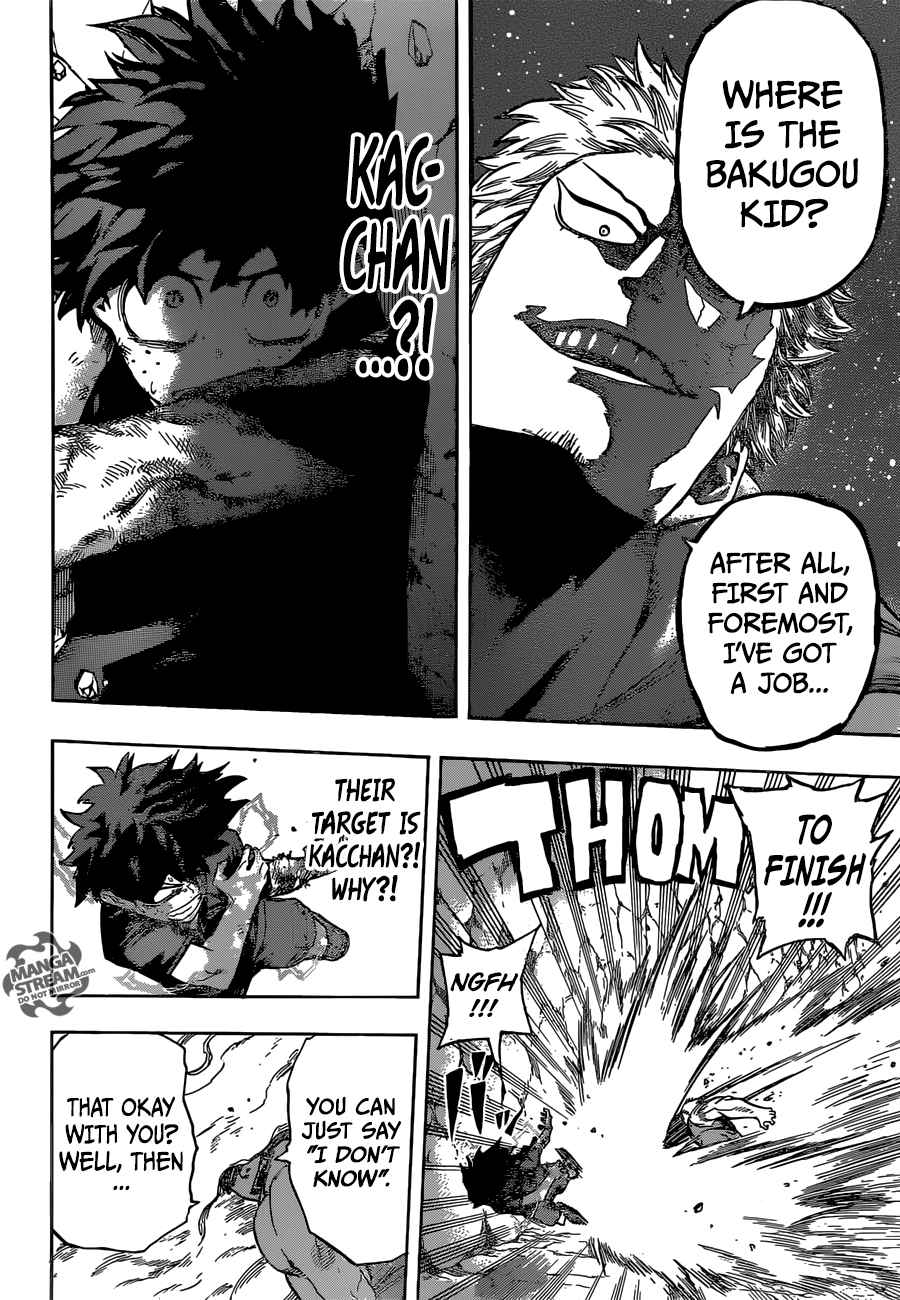 WHERE
IS THE
BAKUGOU
KID?
AFTER ALL,
FIRST AND
FOREMOST,
I'VE GOT
A JOB...
KAC-
CHAN
....?!
THOM
TO
FINISH
!!!
NGFH
!!!
THEIR
TARGET IS
KACCHAN?!
WHY?!
YOU CAN
JUST SAY
"I DON'T
KNOW".
THAT OKAY
WITH YOU?
WELL, THEN
...
MANGA
STREAM.com
DO NOT MIRROR